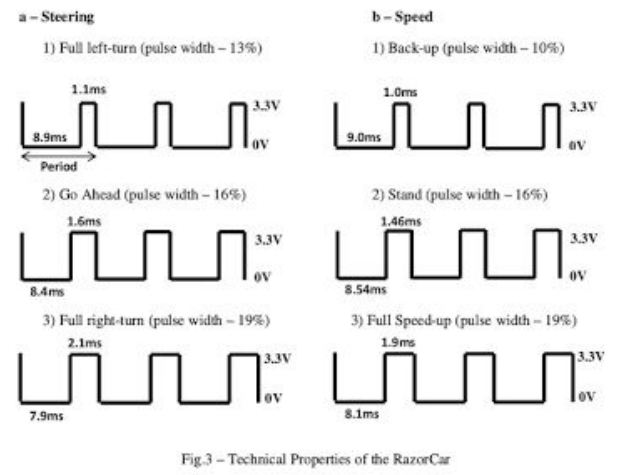 a – Steering
1) Full left-turn (pulse width – 13%)
1.1ms
3.3V
8.9ms
0V
Period
2) Go Ahead (pulse width – 16%)
1.6ms
3.3V
0V
8.4ms
3) Full right-turn (pulse width – 19%)
2.1ms
3.3V
0V
7.9ms
b – Speed
1) Back-up (pulse width – 10%)
1.0ms
3.3V
9.0ms
0V
2) Stand (pulse width – 16%)
1.46ms
3.3V
0V
8.54ms
3) Full Speed-up (pulse width – 19%)
1.9ms
3.3V
0V
8.1ms
Fig.3 – Technical Properties of the RazorCar